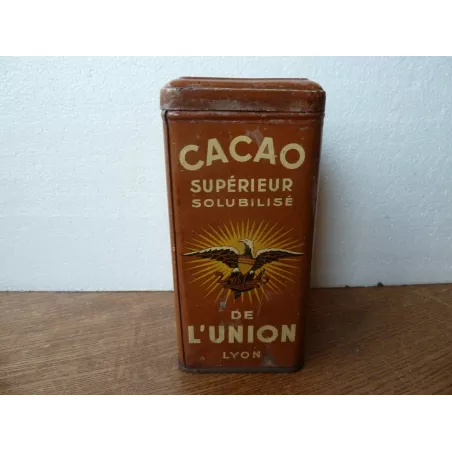 CACAO
SUPÉRIEUR
SOLUBILISÉ
DE
L'UNION
LYON